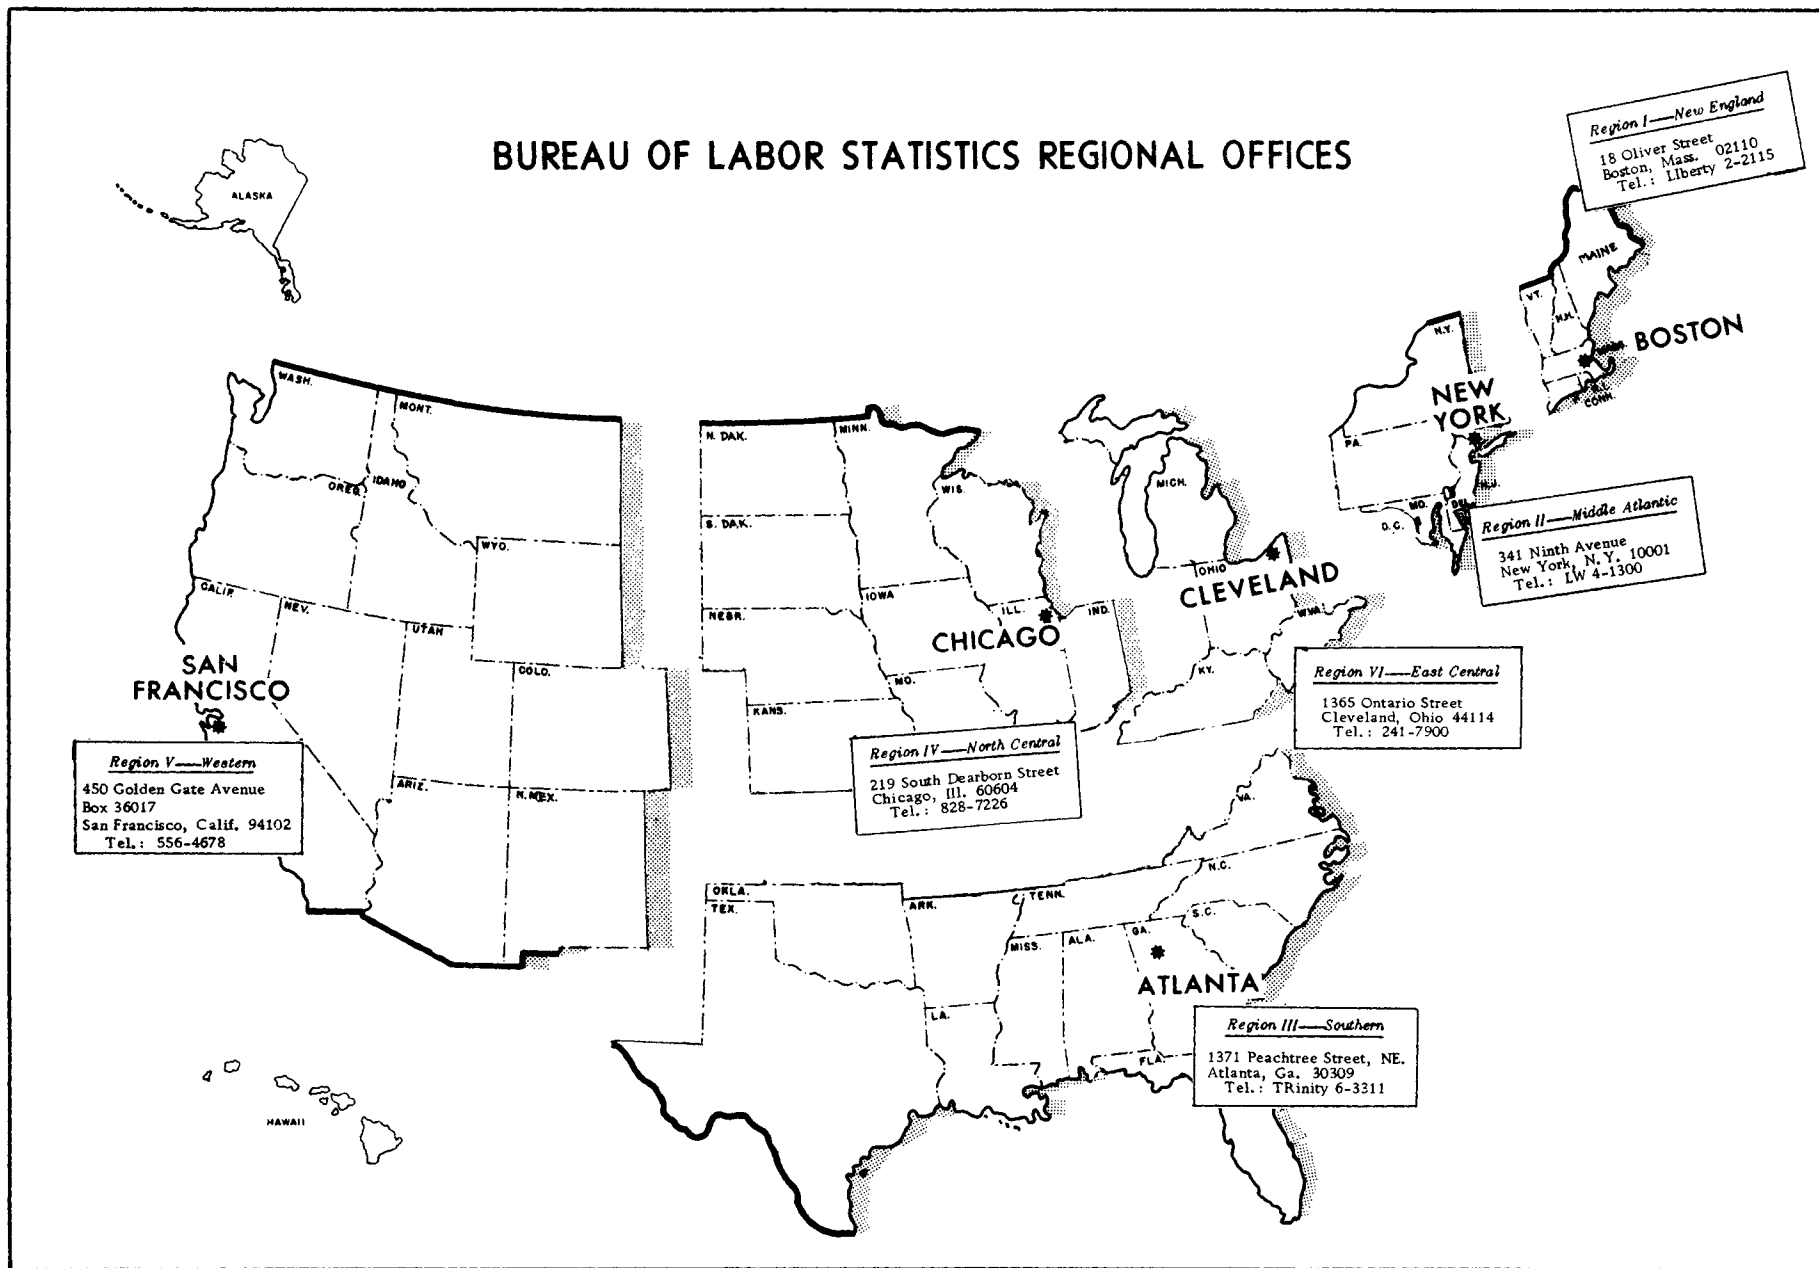 BUREAU OF LABOR STATISTICS REGIONAL OFFICES
Region I—New England
18 Oliver Street
Boston, Mass. 02110
Tel.: LIberty 2-2115
ALASKA
MAINE
VT.
N.H.
BOSTON
R.I.
CONN.
N.Y.
NEW
YORK
PA.
N.J.
MD.
DEL.
D.C.
Region II—Middle Atlantic
341 Ninth Avenue
New York, N.Y. 10001
Tel.: LW 4-1300
WASH.
MONT.
OREG.
IDAHO
WYO.
CALIF.
NEV.
UTAH
COLO.
ARIZ.
N.MEX.
SAN
FRANCISCO
Region V—Western
450 Golden Gate Avenue
Box 36017
San Francisco, Calif. 94102
Tel.: 556-4678
N. DAK.
MINN.
S. DAK.
WIS.
IOWA
NEBR.
ILL.
IND.
CHICAGO
MO.
KANS.
Region IV—North Central
219 South Dearborn Street
Chicago, Ill. 60604
Tel.: 828-7226
MICH.
OHIO
CLEVELAND
W.VA.
KY.
Region VI—East Central
1365 Ontario Street
Cleveland, Ohio 44114
Tel.: 241-7900
VA.
N.C.
OKLA.
TEX.
ARK.
TENN.
S.C.
MISS.
ALA.
GA.
ATLANTA
LA.
FLA.
Region III—Southern
1371 Peachtree Street, NE.
Atlanta, Ga. 30309
Tel.: TRinity 6-3311
HAWAII